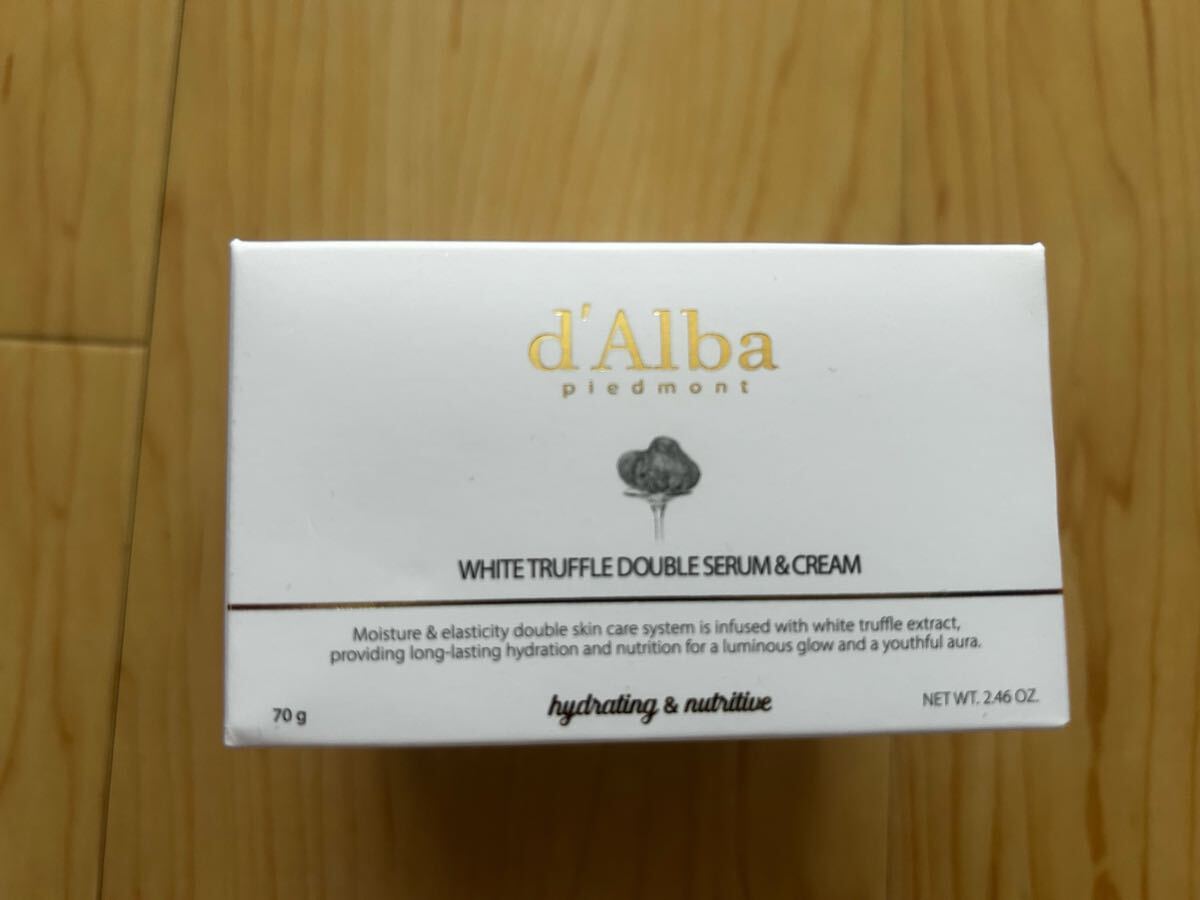 d'Alba
piedmont
WHITE TRUFFLE DOUBLE SERUM & CREAM
Moisture & elasticity double skin care system is infused with white truffle extract,
providing long-lasting hydration and nutrition for a luminous glow and a youthful aura.
70 g
hydrating & nutritive
NET WT. 2.46 OZ.